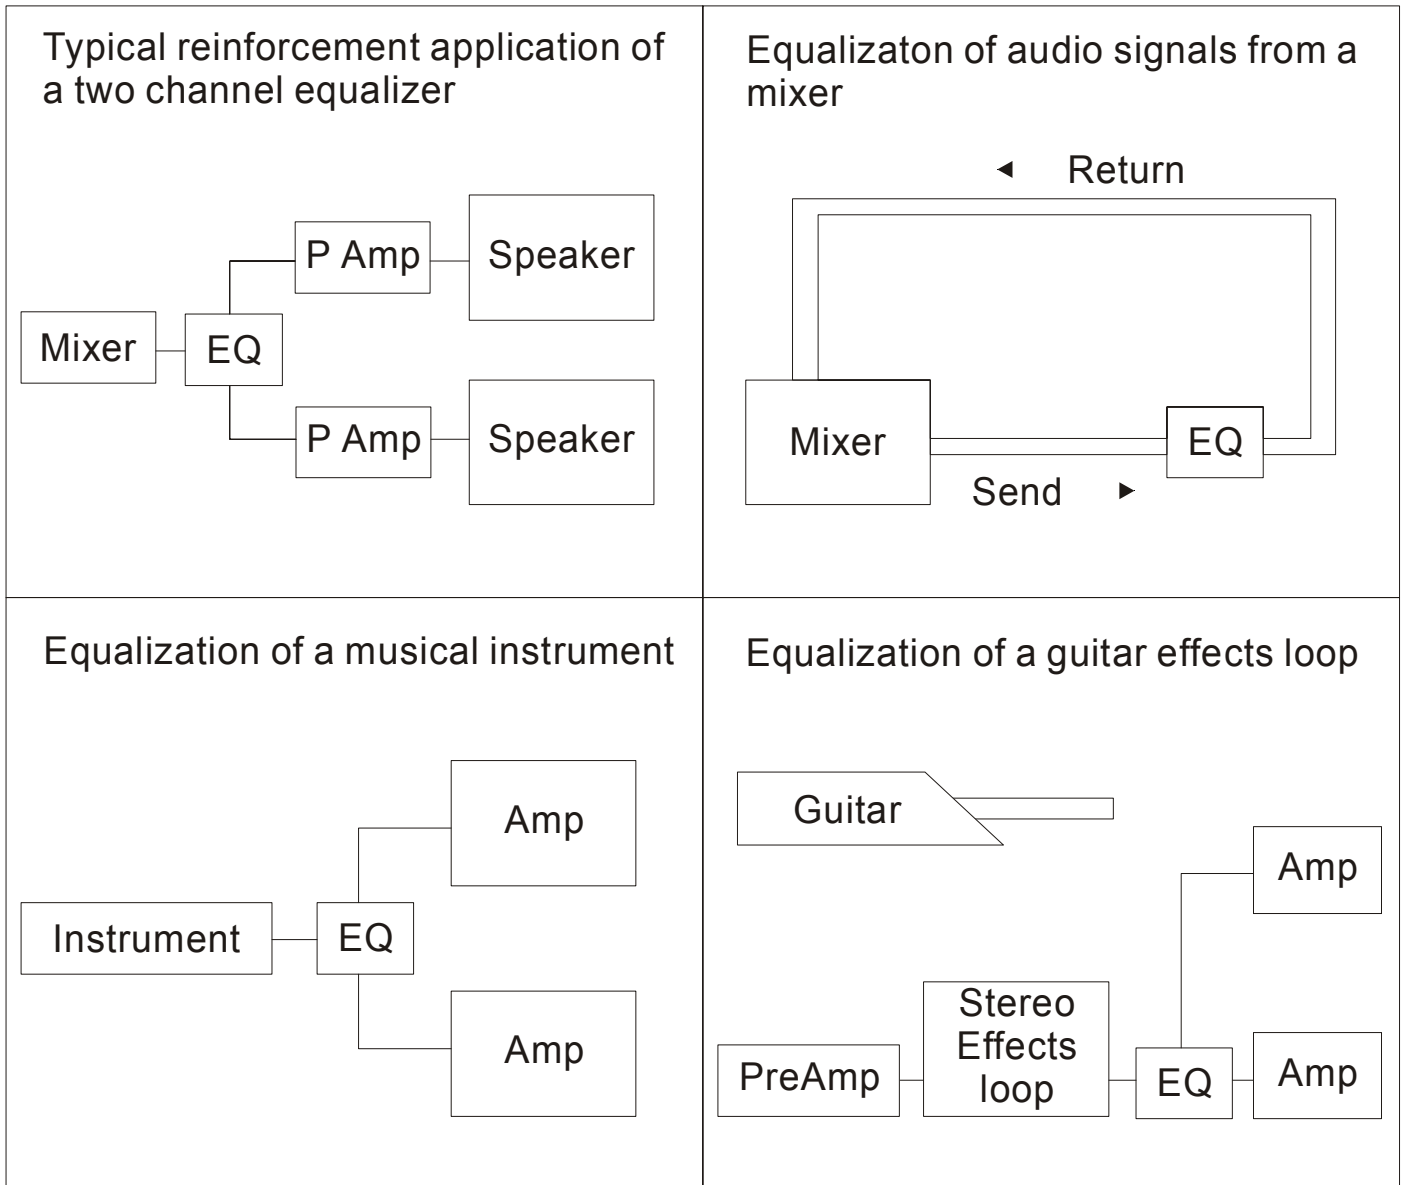 Typical reinforcement application of
a two channel equalizer
P Amp
Speaker
Mixer
EQ
P Amp
Speaker
Equalizaton of audio signals from a
mixer
Return
Mixer
EQ
Send
Equalization of a musical instrument
Amp
Instrument
EQ
Amp
Equalization of a guitar effects loop
Guitar
Amp
PreAmp
Stereo
Effects
loop
EQ
Amp